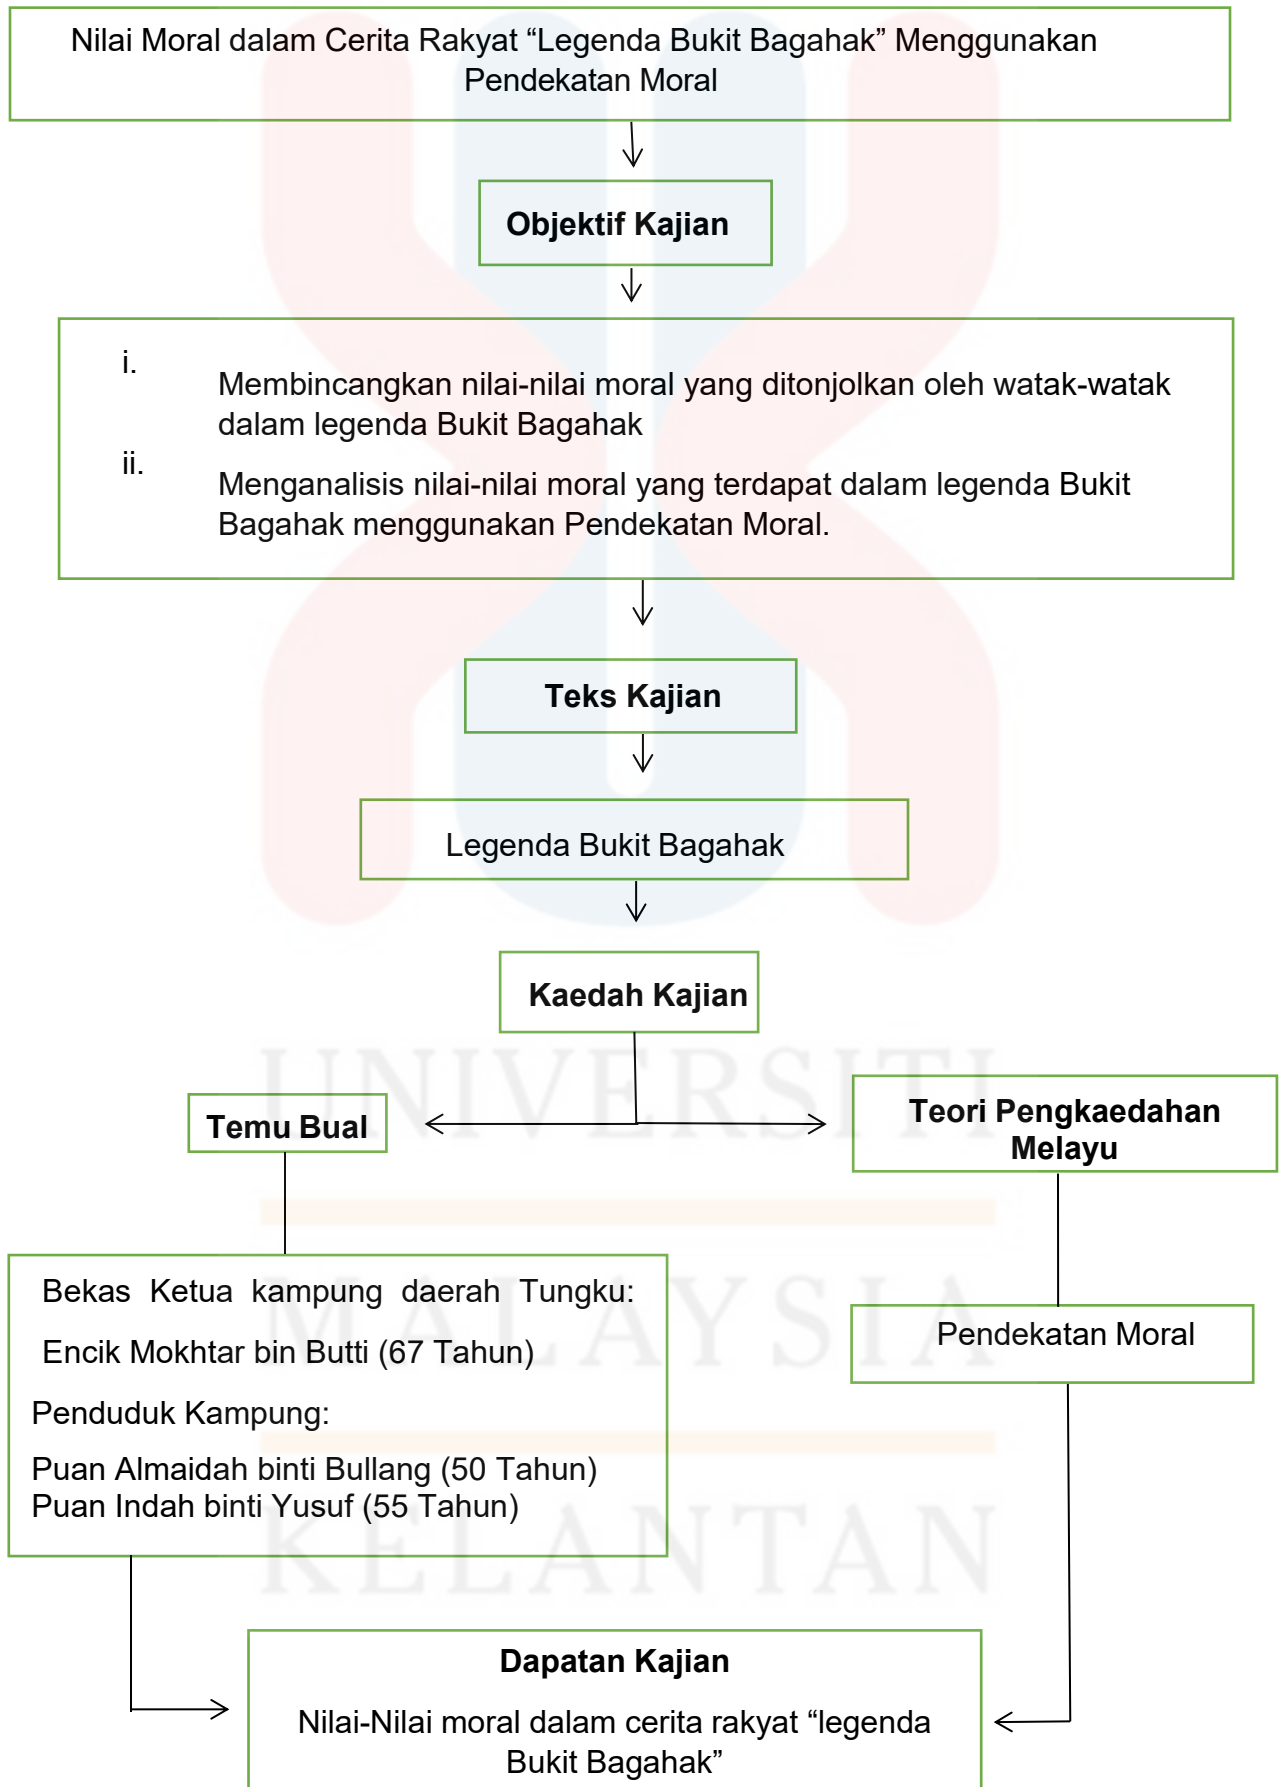 Nilai Moral dalam Cerita Rakyat “Legenda Bukit Bagahak” Menggunakan
Pendekatan Moral
Objektif Kajian
i.
Membincangkan nilai-nilai moral yang ditonjolkan oleh watak-watak
dalam legenda Bukit Bagahak
ii.
Menganalisis nilai-nilai moral yang terdapat dalam legenda Bukit
Bagahak menggunakan Pendekatan Moral.
Teks Kajian
Legenda Bukit Bagahak
Kaedah Kajian
Temu Bual
Teori Pengkaedahan
Melayu
Bekas Ketua kampung daerah Tungku:
Encik Mokhtar bin Butti (67 Tahun)
Penduduk Kampung:
Puan Almaidah binti Bullang (50 Tahun)
Puan Indah binti Yusuf (55 Tahun)
Pendekatan Moral
Dapatan Kajian
Nilai-Nilai moral dalam cerita rakyat “legenda
Bukit Bagahak”
UNIVERSITI
MALAYSIA
KELANTAN